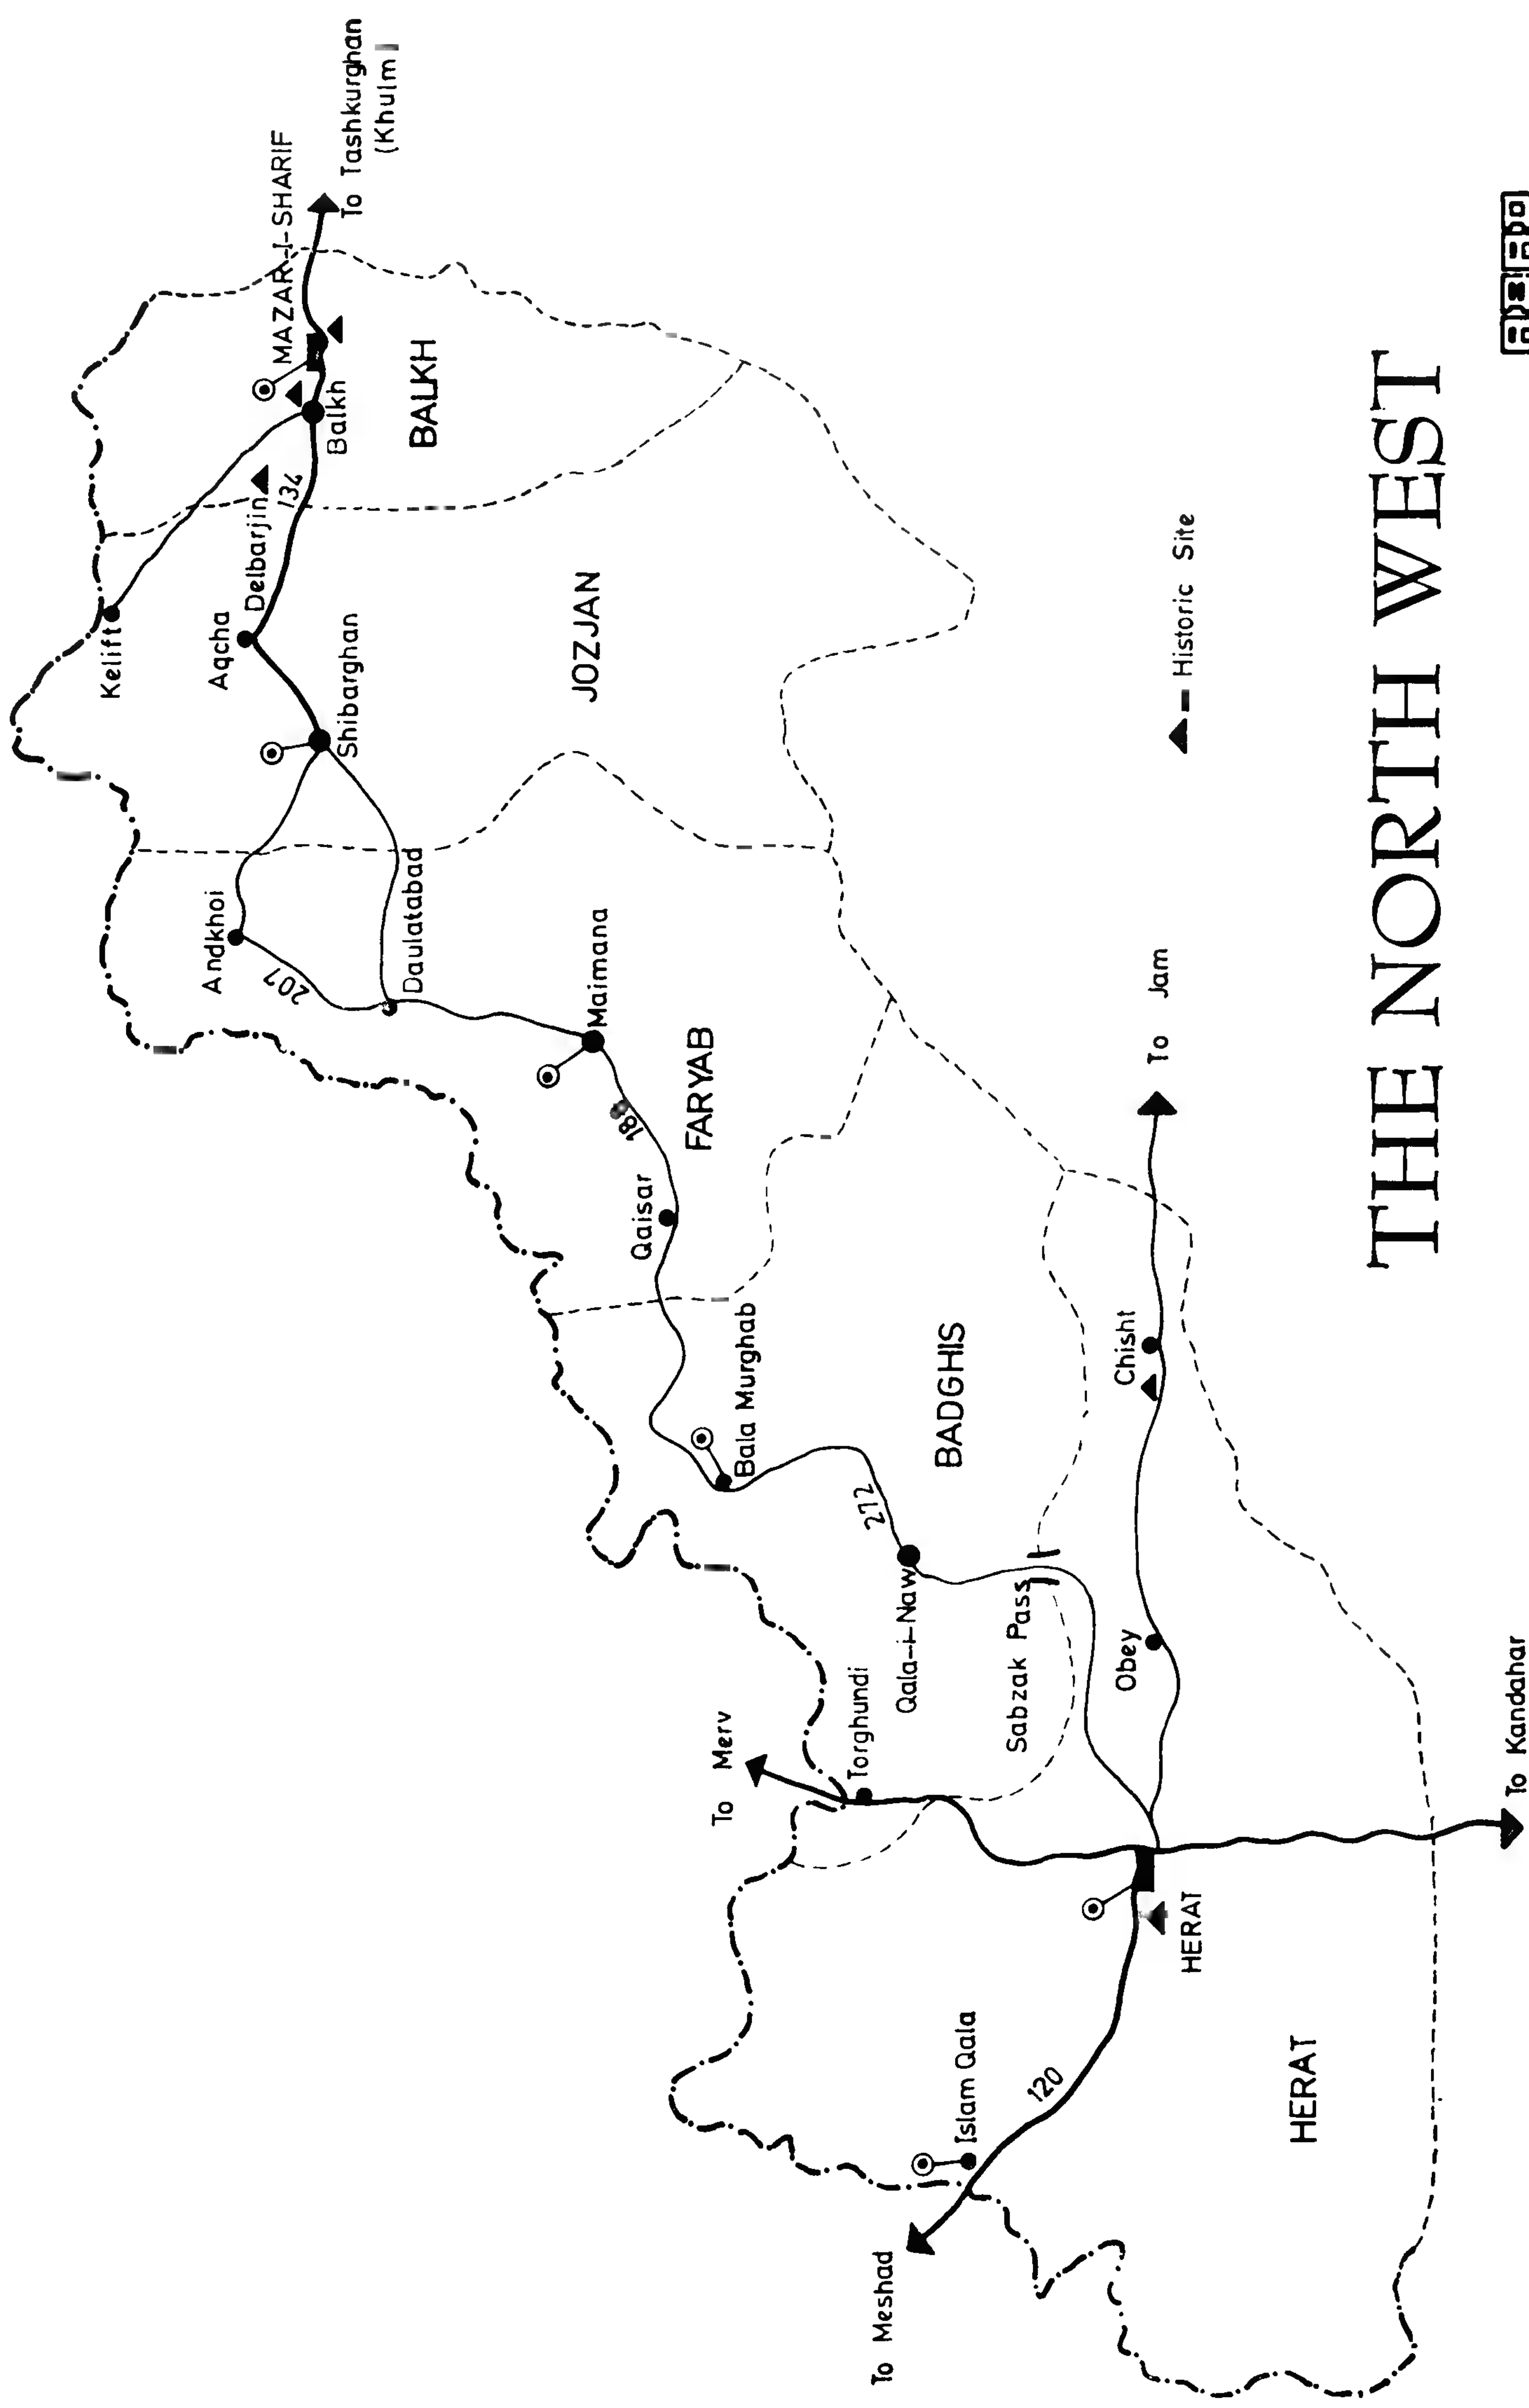 To Tashkurghan
(Khulm)
MAZAR-I-SHARIF
Kelift
Balkh
BALKH
Delbarjin
134
Aqcha
Shibarghan
JOZJAN
Andkhoi
207
Daulatabad
Maimana
FARYAB
Qaisar
Bala Murghab
BADGHIS
272
Qala-i-Naw
Sabzak Pass
To Merv
Torghundi
Chisht
To Jam
Obey
HERAT
HERAT
Islam Qala
120
To Meshad
To Kandahar
- Historic Site
THE NORTH WEST